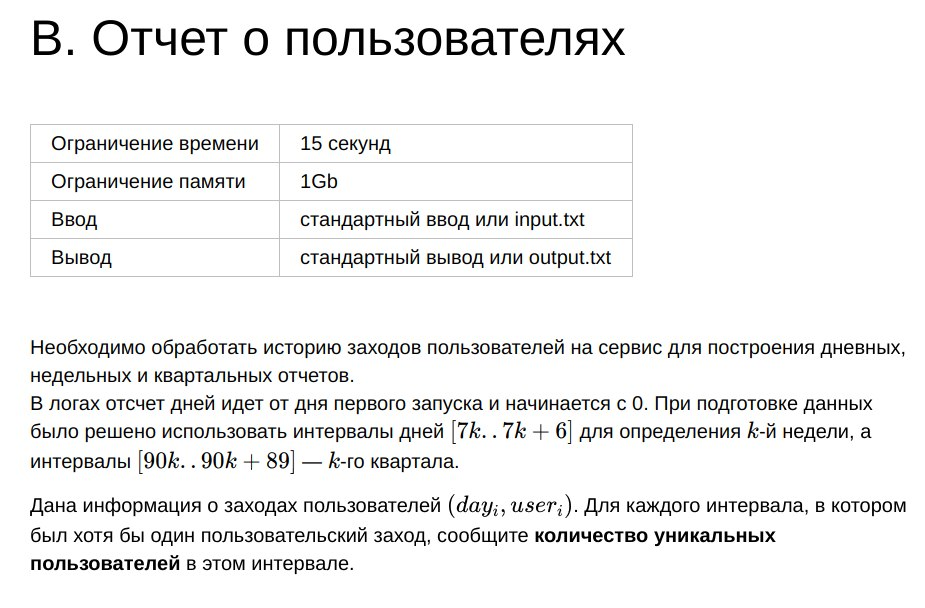 В. Отчет о пользователях
Ограничение времени 15 секунд
Ограничение памяти 1Gb
Ввод стандартный ввод или input.txt
Вывод стандартный вывод или output.txt
Необходимо обработать историю заходов пользователей на сервис для построения дневных,
недельных и квартальных отчетов.
В логах отсчет дней идет от дня первого запуска и начинается с 0. При подготовке данных
было решено использовать интервалы дней [7k. . 7k + 6] для определения k-й недели, а
интервалы [90k. . 90k + 89] — k-го квартала.
Дана информация о заходах пользователей (day_i, user_i). Для каждого интервала, в котором
был хотя бы один пользовательский заход, сообщите количество уникальных
пользователей в этом интервале.